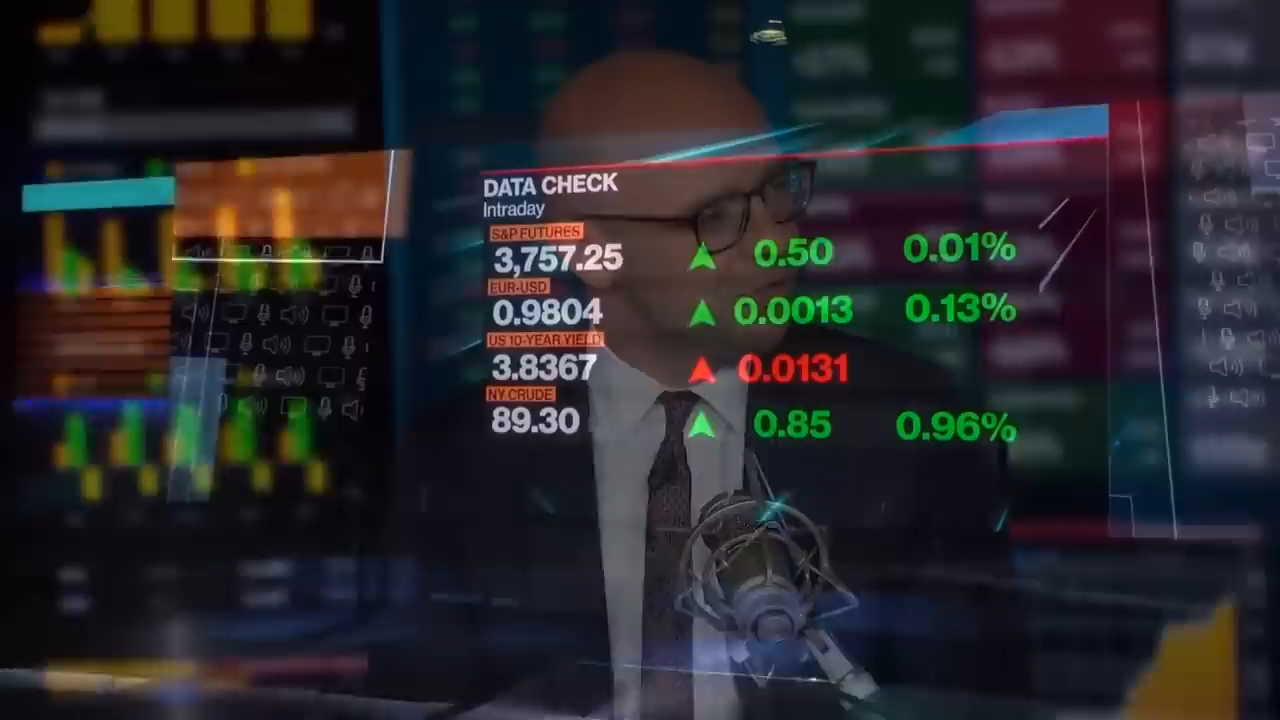 DATA CHECK
Intraday
S&P FUTURES
3,757.25 0.50 0.01%
EUR-USD
0.9804 0.0013 0.13%
US 10-YEAR YIELD
3.8367 0.0131
NY CRUDE
89.30 0.85 0.96%